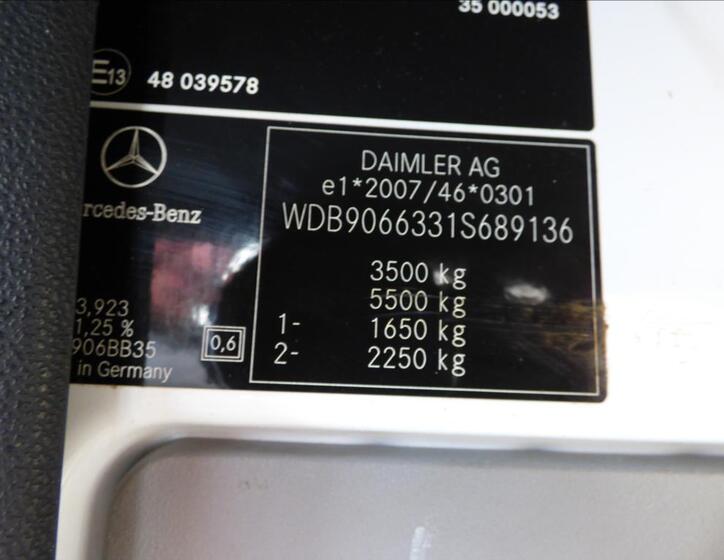 35 000053
E13 48 039578
DAIMLER AG
e1*2007/46*0301
rcedes-Benz
WDB9066331S689136
3500 kg
5500 kg
1- 1650 kg
2- 2250 kg
3,923
1,25 %
906BB35
0,6
in Germany